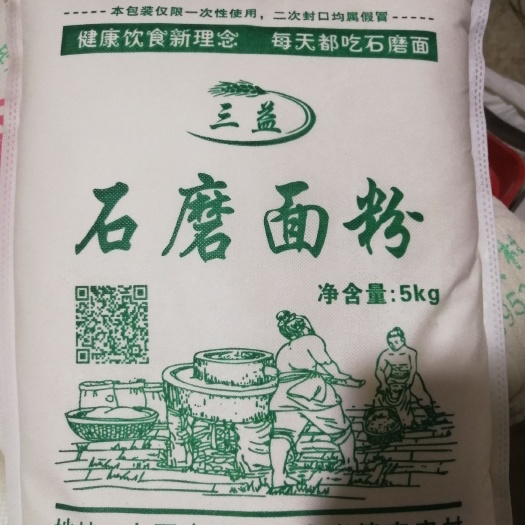 本包装仅限一次性使用，二次封口均属假冒
健康饮食新理念 每天都吃石磨面
三益
石磨面粉
净含量:5kg